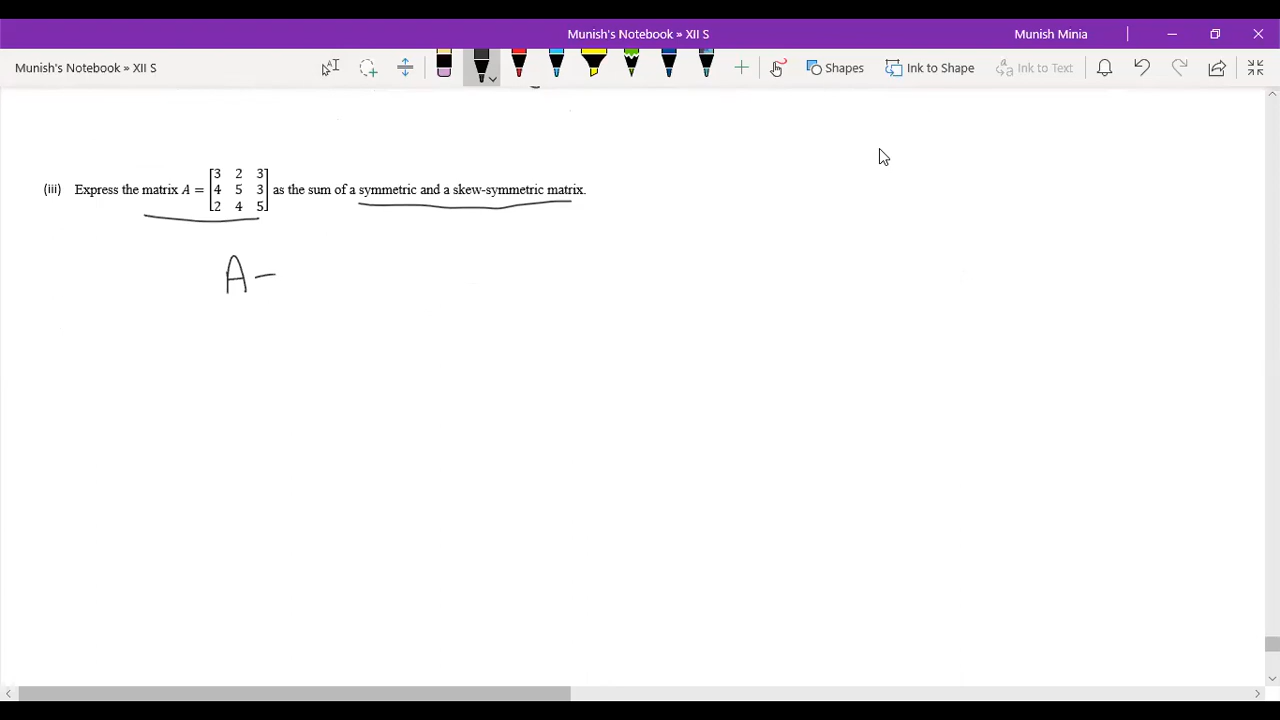 Munish's Notebook » XII S
Munish Minia
Munish's Notebook » XII S
Shapes
Ink to Shape
Ink to Text
(iii) Express the matrix A = [3 2 3
4 5 3
2 4 5] as the sum of a symmetric and a skew-symmetric matrix.
A -